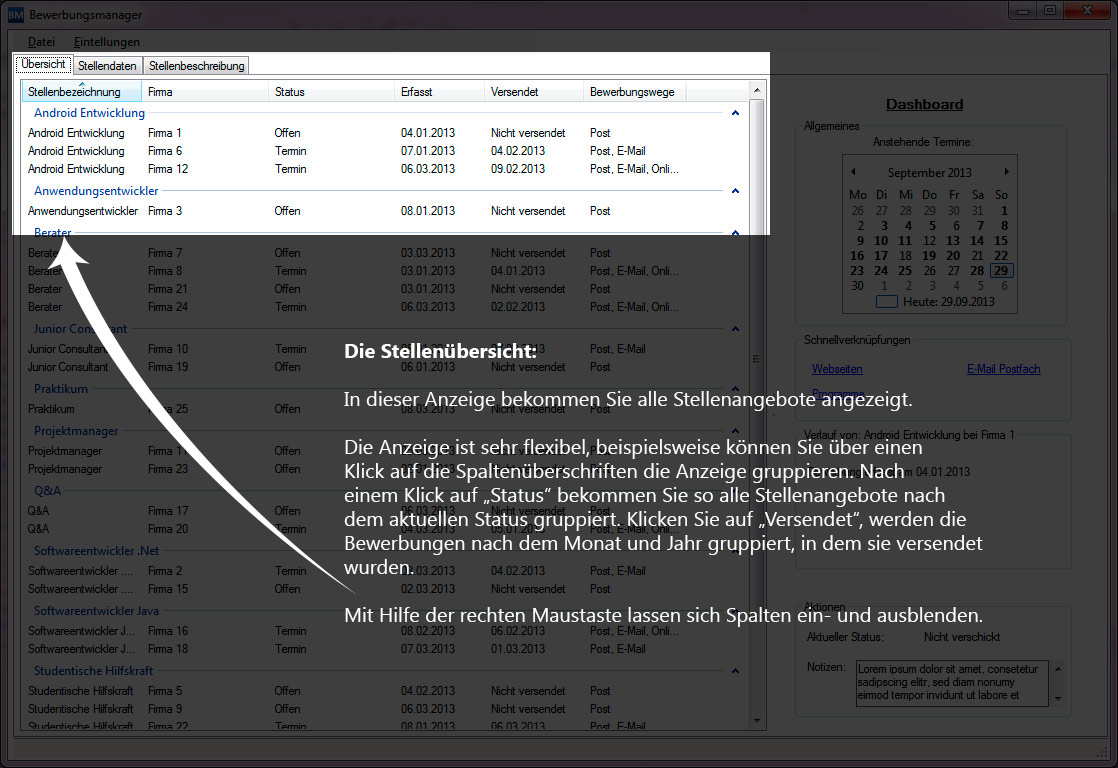 BM Bewerbungsmanager
Datei Eintellungen
Übersicht Stellendaten Stellenbeschreibung
Stellenbezeichnung Firma Status Erfasst Versendet Bewerbungswege
Android Entwicklung
Android Entwicklung Firma 1 Offen 04.01.2013 Nicht versendet Post
Android Entwicklung Firma 6 Termin 07.01.2013 04.02.2013 Post, E-Mail
Android Entwicklung Firma 12 Termin 06.03.2013 09.02.2013 Post, E-Mail, Onli...
Anwendungsentwickler
Anwendungsentwickler Firma 3 Offen 08.01.2013 Nicht versendet Post
Berater
Berater Firma 7 Offen 03.03.2013 Nicht versendet Post
Berater Firma 8 Termin 03.01.2013 04.01.2013 Post, E-Mail, Onli...
Berater Firma 21 Offen 03.01.2013 Nicht versendet Post
Berater Firma 24 Termin 06.03.2013 02.02.2013 Post, E-Mail, Onli...
Junior Consultant
Junior Consultant Firma 10 Termin Post, E-Mail
Junior Consultant Firma 19 Offen 06.01.2013 Nicht versendet Post
Praktikum
Praktikum Firma 25 Offen Post
Projektmanager
Projektmanager Firma 11
Projektmanager Firma 23
Q&A
Q&A Firma 17 Offen
Q&A Firma 20 Termin
Softwareentwickler .Net
Softwareentwickler .... Firma 2 Termin 04.02.2013 Post, E-Mail
Softwareentwickler .... Firma 15 Offen 02.03.2013 Nicht versendet Post
Softwareentwickler Java
Softwareentwickler J... Firma 16 Termin 08.02.2013 06.02.2013 Post, E-Mail
Softwareentwickler J... Firma 18 Termin 07.03.2013 01.03.2013 Post, E-Mail
Studentische Hilfskraft
Studentische Hilfskraft Firma 5 Offen 04.02.2013 Nicht versendet Post
Studentische Hilfskraft Firma 9 Offen 06.03.2013 Nicht versendet Post
Studentische Hilfskraft Firma 22 Termin 08.01.2013 06.03.2013 Post, E-Mail
Die Stellenübersicht:
In dieser Anzeige bekommen Sie alle Stellenangebote angezeigt.
Die Anzeige ist sehr flexibel, beispielsweise können Sie über einen
Klick auf die Spaltenüberschriften die Anzeige gruppieren. Nach
einem Klick auf „Status“ bekommen Sie so alle Stellenangebote nach
dem aktuellen Status gruppiert. Klicken Sie auf „Versendet“, werden die
Bewerbungen nach dem Monat und Jahr gruppiert, in dem sie versendet
wurden.
Mit Hilfe der rechten Maustaste lassen sich Spalten ein- und ausblenden.
Dashboard
Allgemeines
Anstehende Termine:
September 2013
Mo Di Mi Do Fr Sa So
26 27 28 29 30 31 1
2 3 4 5 6 7 8
9 10 11 12 13 14 15
16 17 18 19 20 21 22
23 24 25 26 27 28 29
30 1 2 3 4 5 6
Heute: 29.09.2013
Schnellverknüpfungen
Webseiten E-Mail Postfach
Programme
Verlauf von: Android Entwicklung bei Firma 1
am 04.01.2013
Aktionen
Aktueller Status: Nicht verschickt
Notizen: Lorem ipsum dolor sit amet, consetetur
sadipscing elitr, sed diam nonumy
eirmod tempor invidunt ut labore et